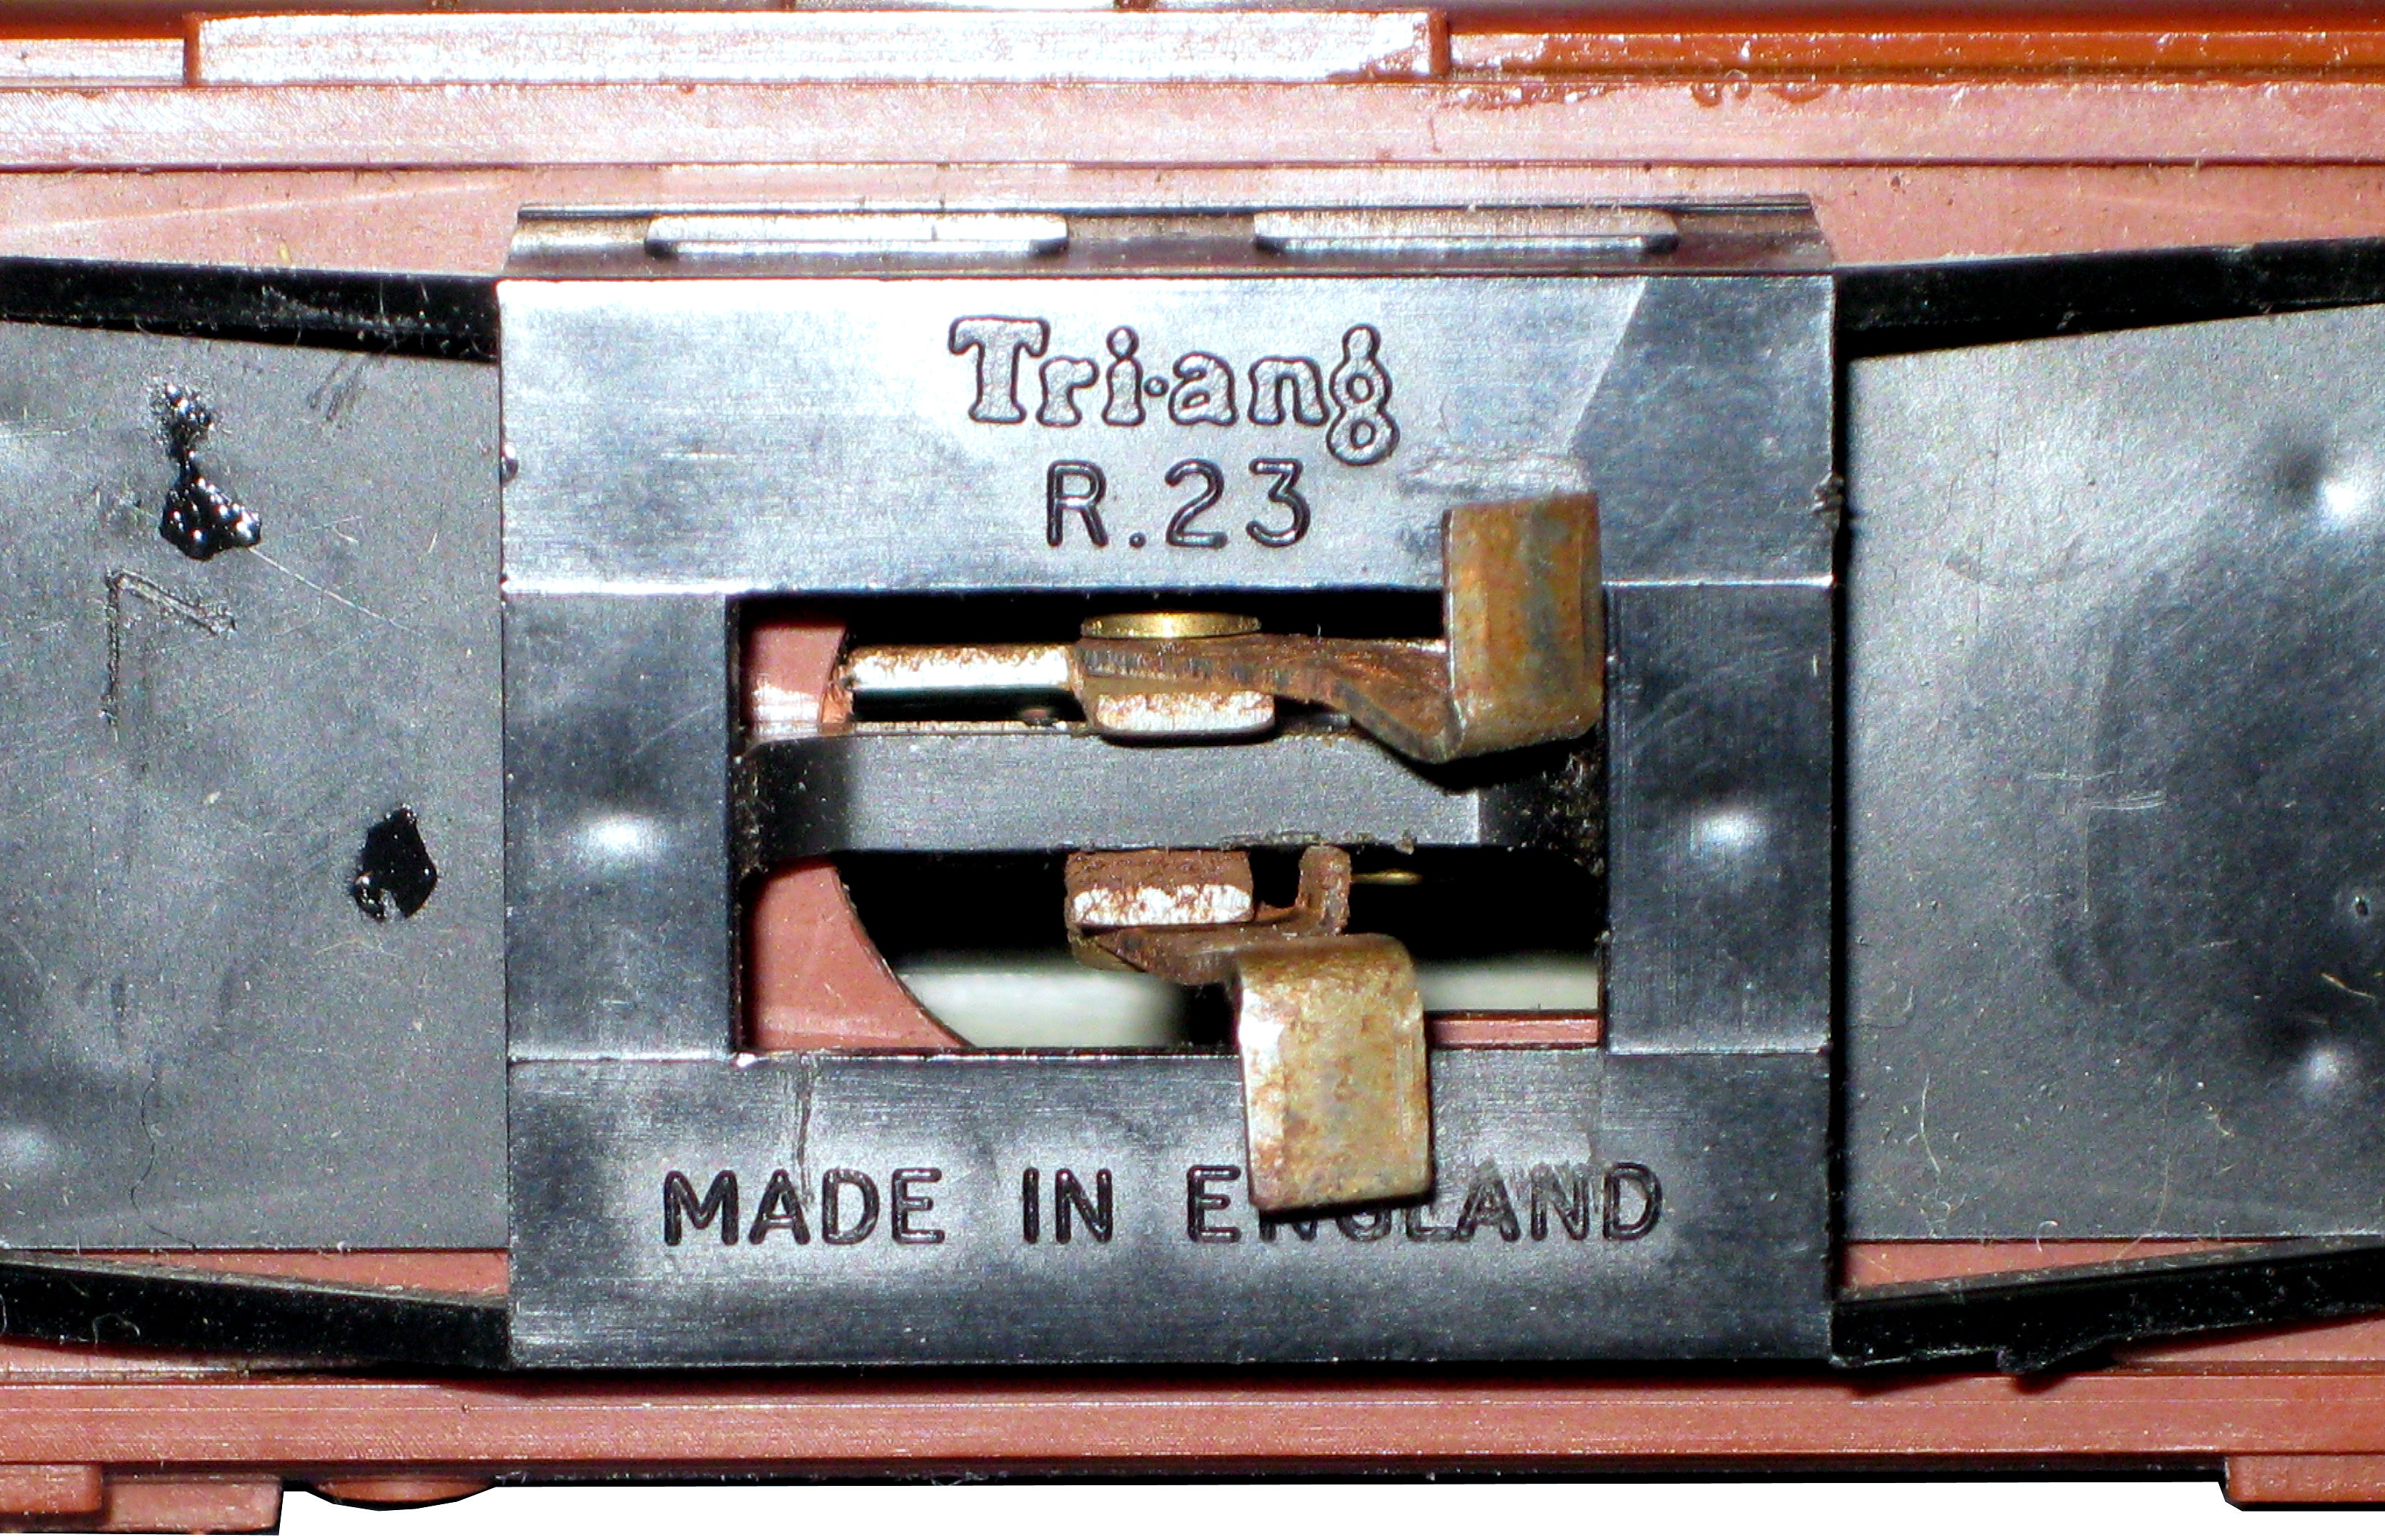 Tri-ang
R.23
MADE IN ENGLAND